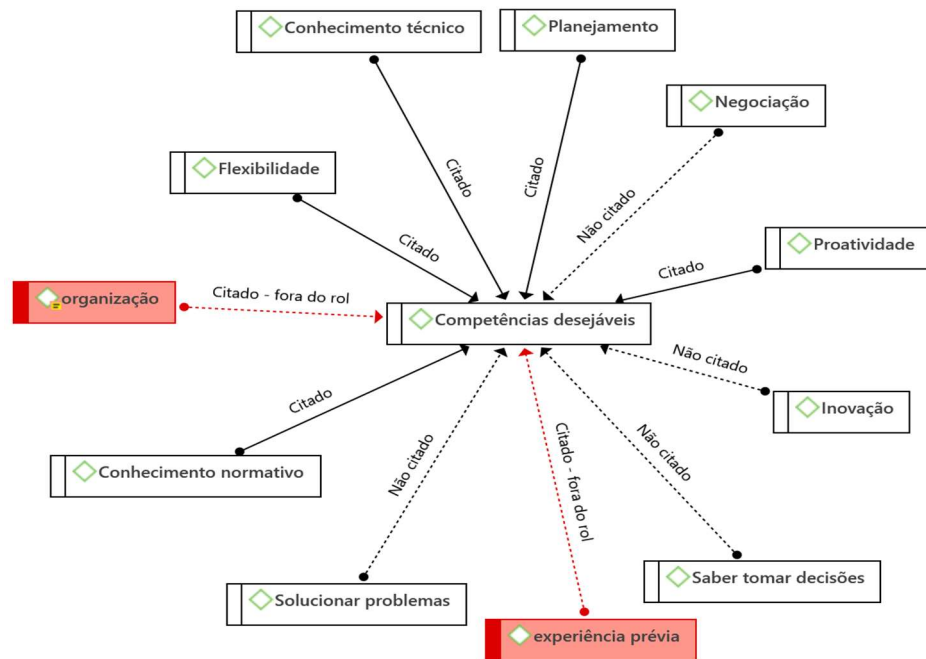 Conhecimento técnico
Planejamento
Negociação
Citado
Citado
Não citado
Flexibilidade
Citado
Proatividade
Citado
organização
Citado - fora do rol
Competências desejáveis
Não citado
Inovação
Citado
Não citado
Citado - fora do rol
Não citado
Conhecimento normativo
Solucionar problemas
Saber tomar decisões
experiência prévia